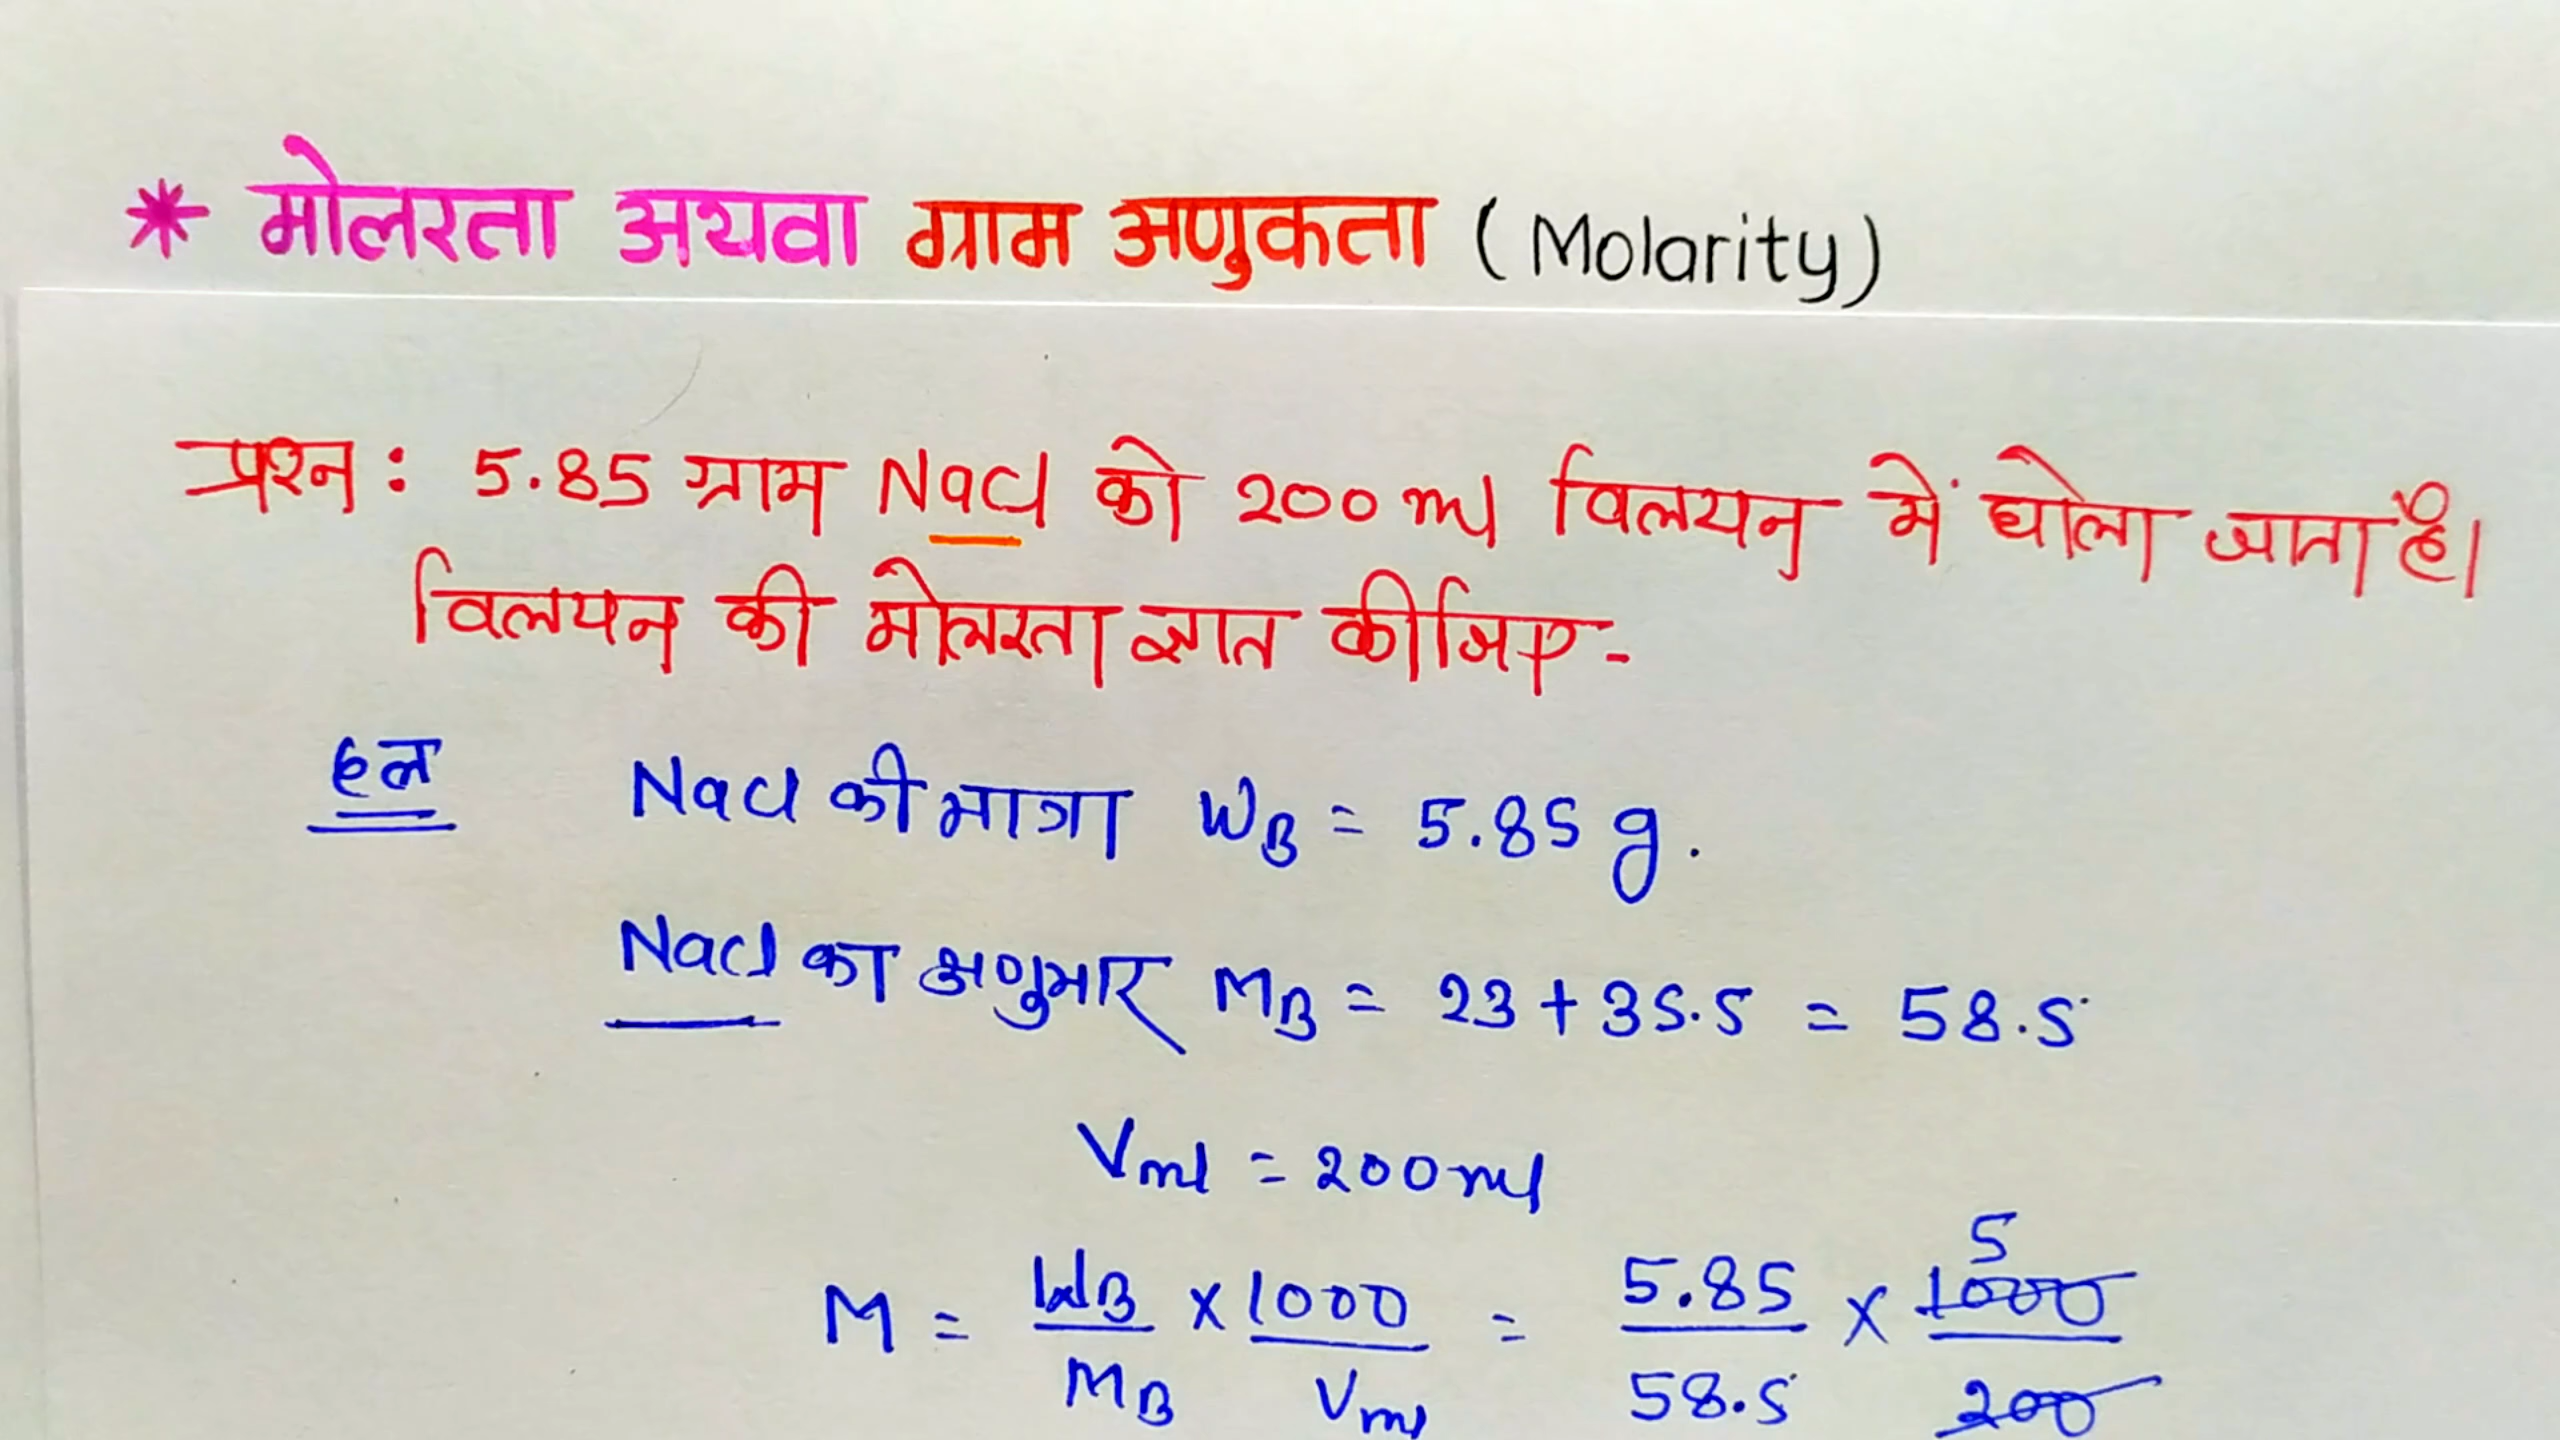 * मोलरता अथवा ग्राम अणुकता (Molarity)
प्रश्न : 5.85 ग्राम NaCl को 200 ml विलयन में घोला जाता है।
विलयन की मोलरता ज्ञात कीजिए -
हल NaCl की मात्रा WB = 5.85 g.
NaCl का अणुभार MB = 23 + 35.5 = 58.5
Vml = 200 ml
5
M = WB × 1000 = 5.85 × 1000
MB Vml 58.5 200